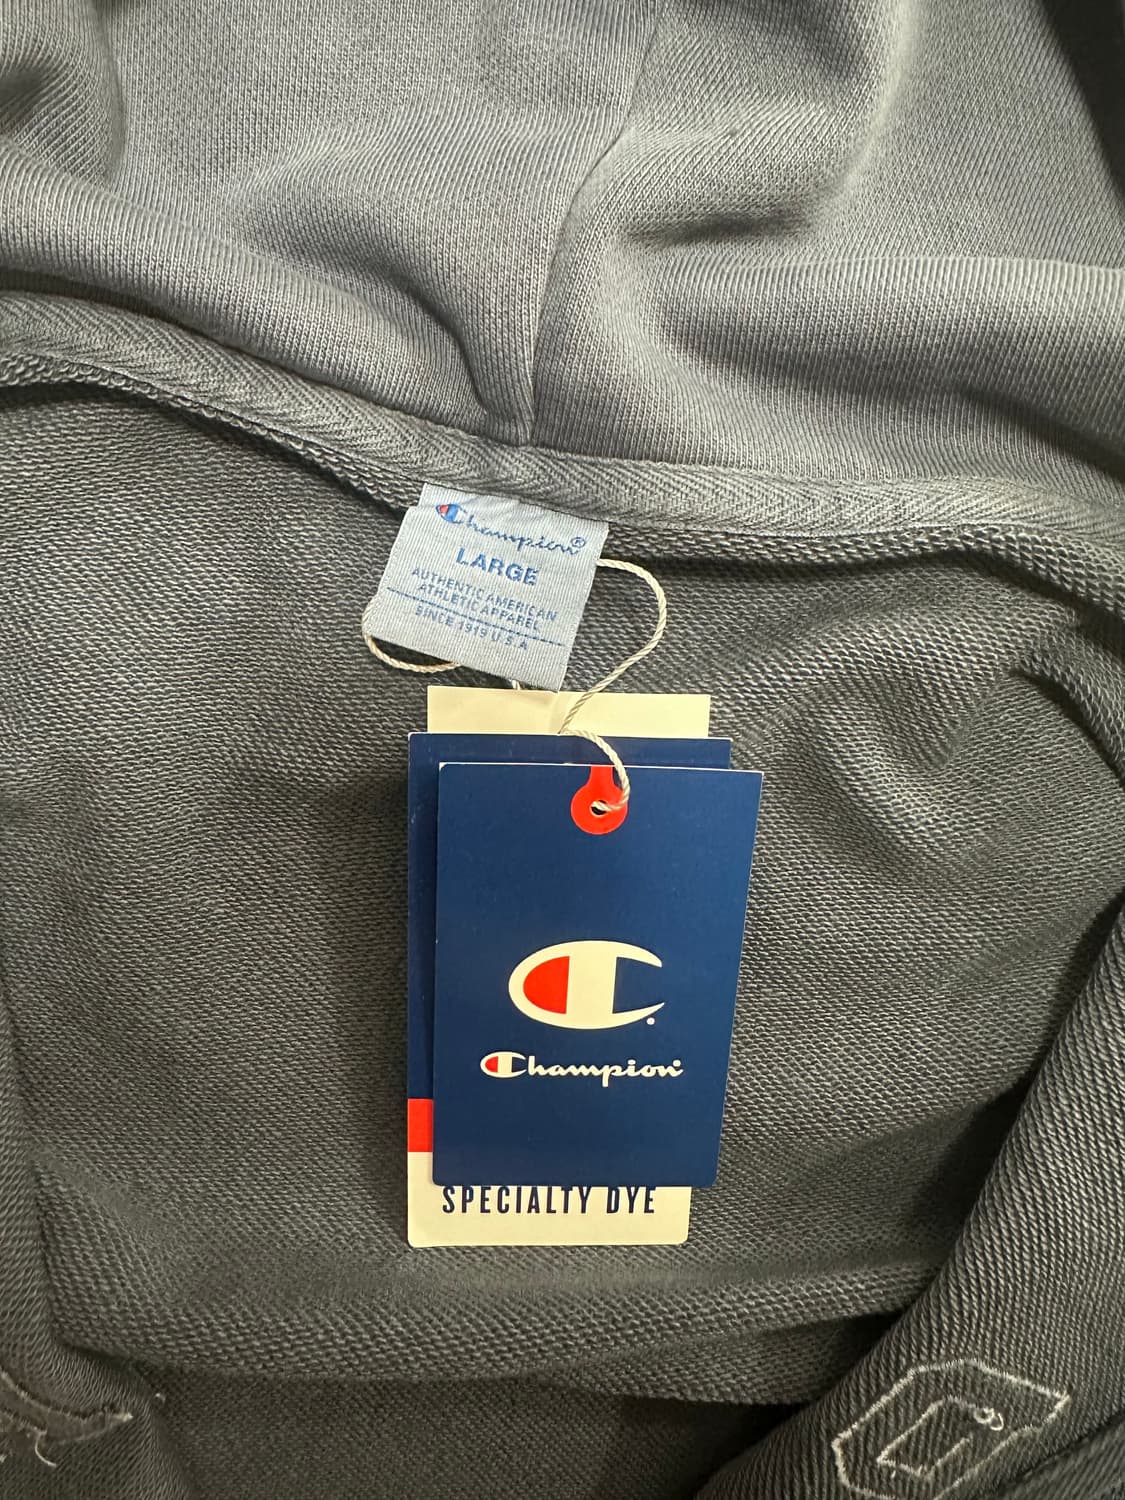 Champion®
LARGE
AUTHENTIC AMERICAN
ATHLETIC APPAREL
SINCE 1919 U.S.A
Champion
SPECIALTY DYE